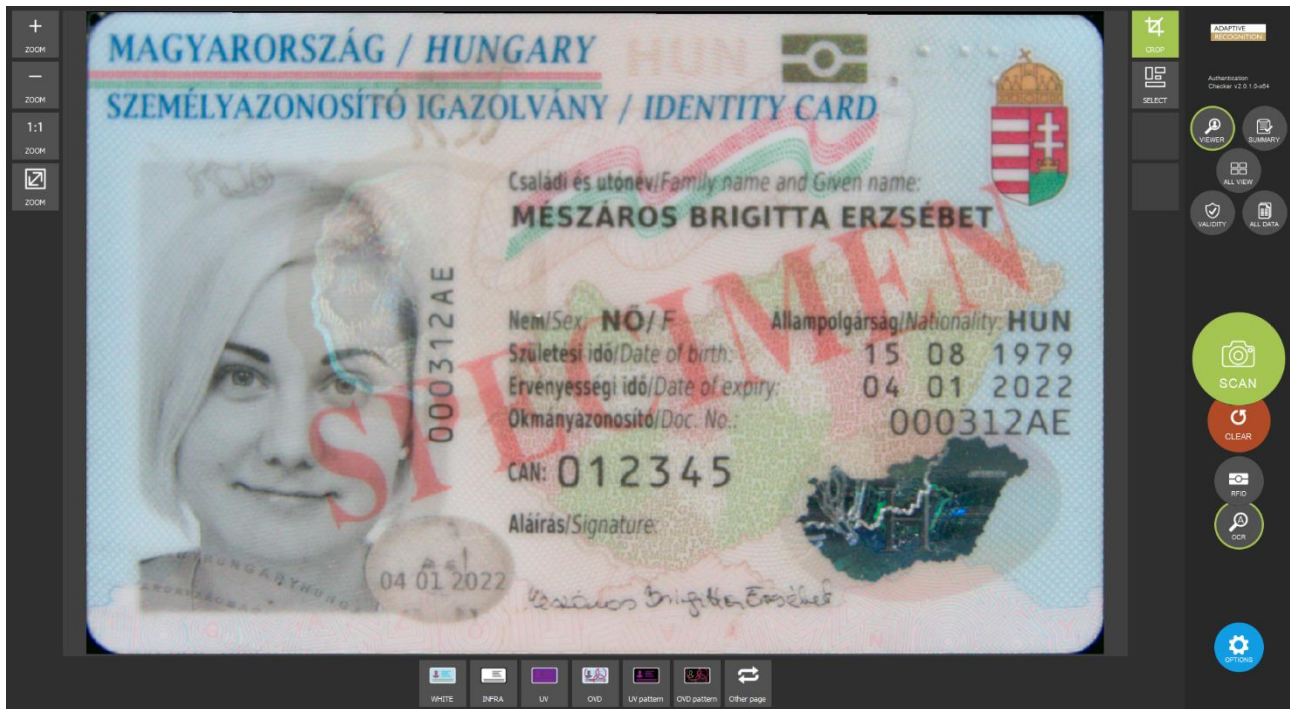 ZOOM
ZOOM
1:1
ZOOM
ZOOM
MAGYARORSZÁG / HUNGARY
HUN
SZEMÉLYAZONOSÍTÓ IGAZOLVÁNY / IDENTITY CARD
Családi és utónév/Family name and Given name:
MÉSZÁROS BRIGITTA ERZSÉBET
SPECIMEN
000312AE
Nem/Sex: NŐ/F
Állampolgárság/Nationality: HUN
Születési idő/Date of birth: 15 08 1979
Érvényességi idő/Date of expiry: 04 01 2022
Okmányazonosító/Doc. No.: 000312AE
CAN: 012345
Aláírás/Signature:
04 01 2022
Mészáros Brigitta Erzsébet
CROP
SELECT
ADAPTIVE
RECOGNITION
Authentication
Checker v2.0.1.0-x64
VIEWER
SUMMARY
ALL VIEW
VALIDITY
ALL DATA
SCAN
CLEAR
RFID
OCR
OPTIONS
WHITE
INFRA
UV
OVD
UV pattern
OVD pattern
Other page